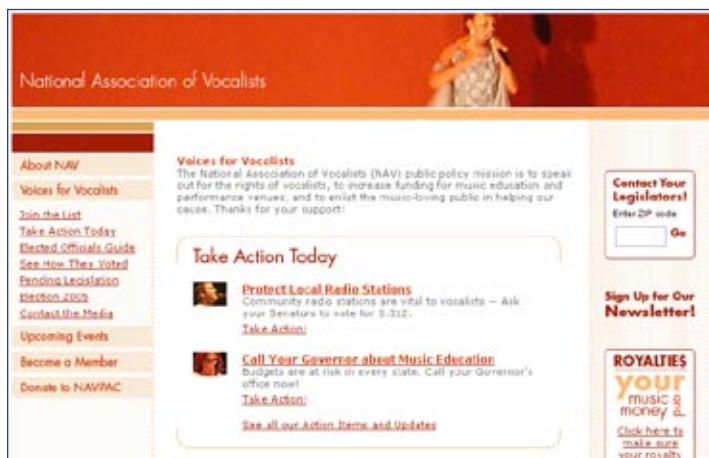 National Association of Vocalists
About NAV
Voices for Vocalists
Join the List
Take Action Today
Elected Officials Guide
See How They Voted
Pending Legislation
Election 2005
Contact the Media
Upcoming Events
Become a Member
Donate to NAVPAC
Voices for Vocalists
The National Association of Vocalists (NAV) public policy mission is to speak
out for the rights of vocalists, to increase funding for music education and
performance venues, and to enlist the music-loving public in helping our
cause. Thanks for your support!
Take Action Today
Protect Local Radio Stations
Community radio stations are vital to vocalists — Ask
your Senators to vote for S.312.
Take Action!
Call Your Governor about Music Education
Budgets are at risk in every state. Call your Governor's
office now!
Take Action!
See all our Action Items and Updates
Contact Your
Legislators!
Enter ZIP code
Go
Sign Up for Our
Newsletter!
ROYALTIES
your
music
money
Click here to
make sure
your royalty